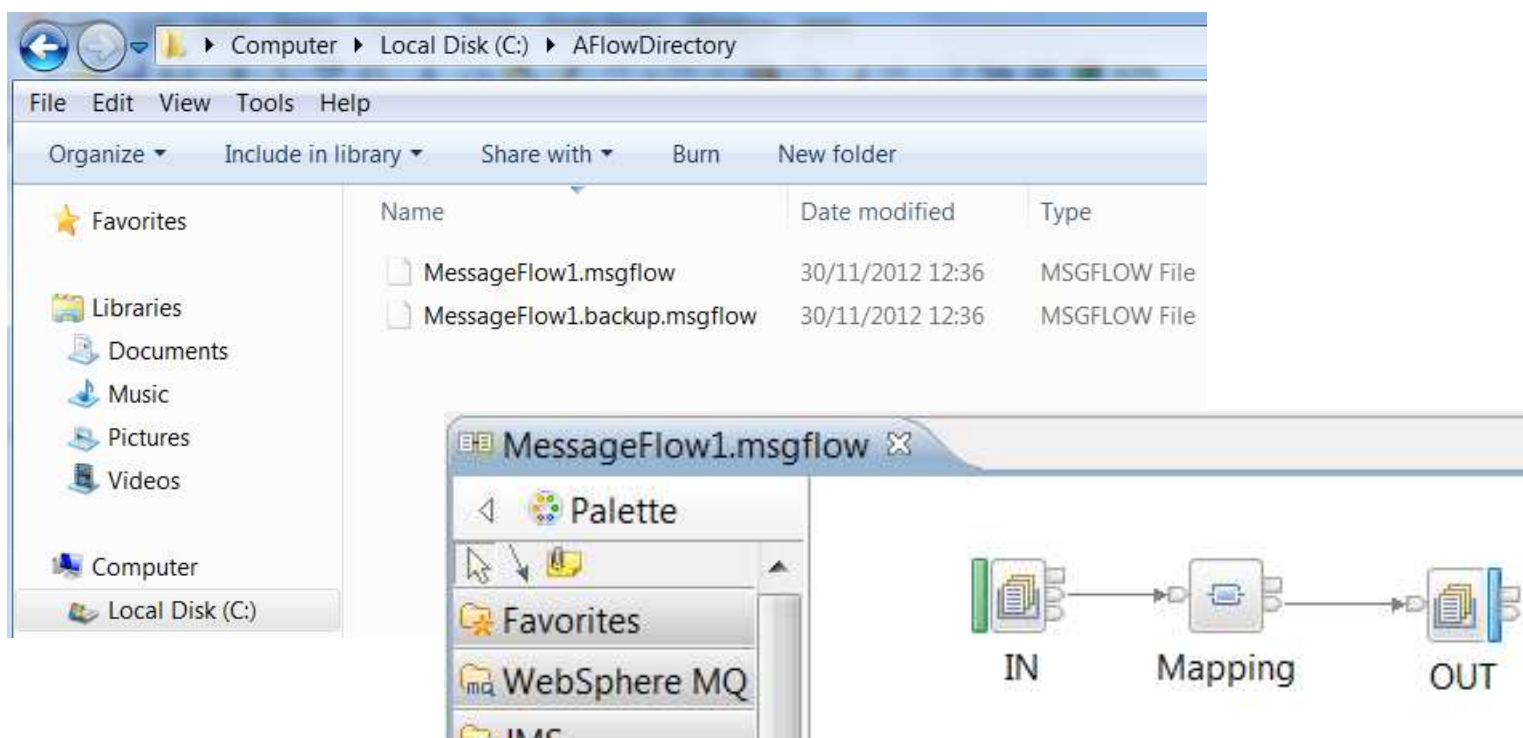 Computer ▸ Local Disk (C:) ▸ AFlowDirectory
File Edit View Tools Help
Organize Include in library Share with Burn New folder
Favorites
Libraries
Documents
Music
Pictures
Videos
Computer
Local Disk (C:)
Name Date modified Type
MessageFlow1.msgflow 30/11/2012 12:36 MSGFLOW File
MessageFlow1.backup.msgflow 30/11/2012 12:36 MSGFLOW File
MessageFlow1.msgflow
Palette
Favorites
mq WebSphere MQ
JMS
IN Mapping OUT